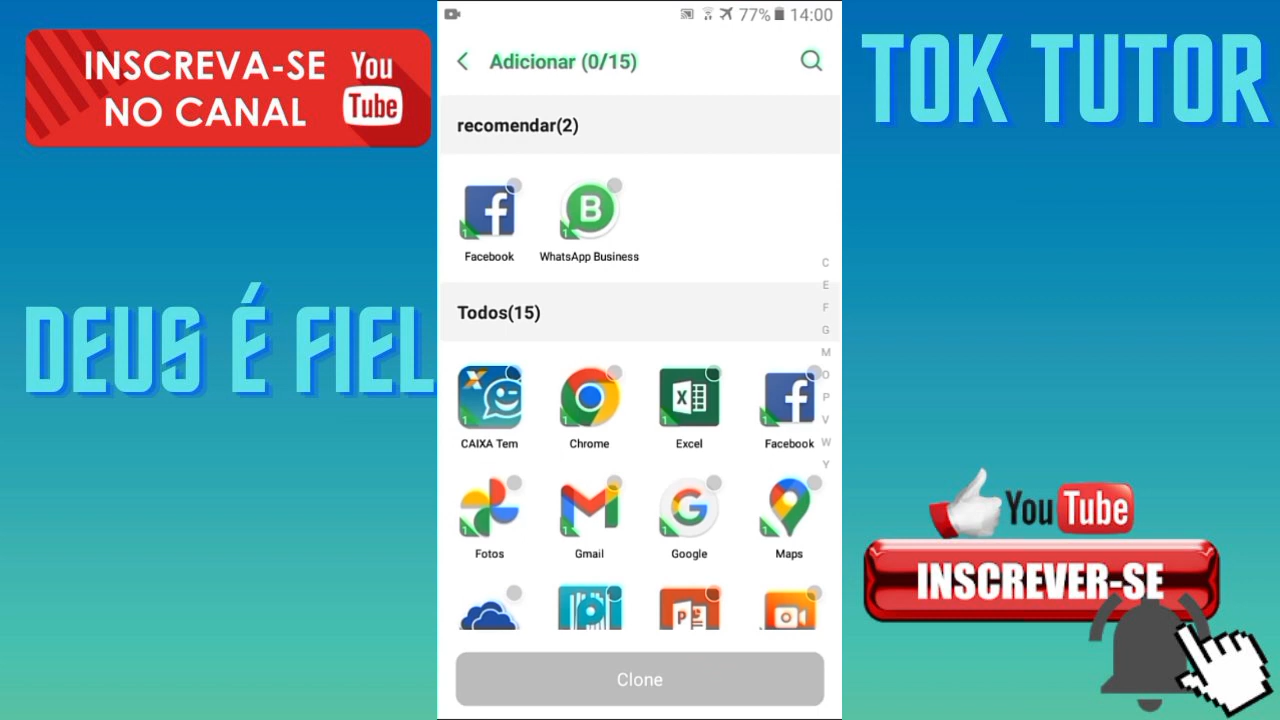 INSCREVA-SE
NO CANAL
You
Tube
DEUS É FIEL
77% 14:00
Adicionar (0/15)
recomendar(2)
Facebook
WhatsApp Business
Todos(15)
CAIXA Tem
Chrome
Excel
Facebook
Fotos
Gmail
Google
Maps
Clone
C
E
F
G
M
O
P
V
W
Y
TOK TUTOR
YouTube
INSCREVER-SE